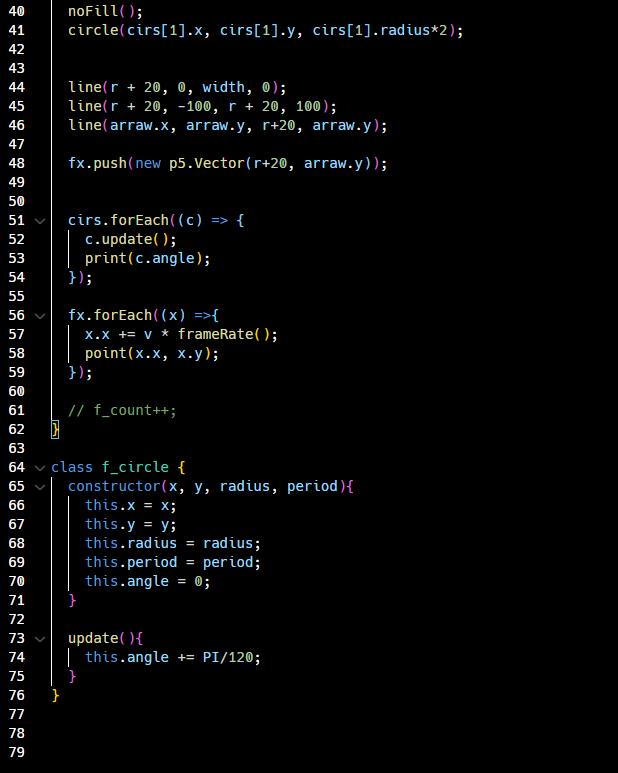 40 noFill();
41 circle(cirs[1].x, cirs[1].y, cirs[1].radius*2);
42
43
44 line(r + 20, 0, width, 0);
45 line(r + 20, -100, r + 20, 100);
46 line(arraw.x, arraw.y, r+20, arraw.y);
47
48 fx.push(new p5.Vector(r+20, arraw.y));
49
50
51 cirs.forEach((c) => {
52 c.update();
53 print(c.angle);
54 });
55
56 fx.forEach((x) =>{
57 x.x += v * frameRate();
58 point(x.x, x.y);
59 });
60
61 // f_count++;
62 }
63
64 class f_circle {
65 constructor(x, y, radius, period){
66 this.x = x;
67 this.y = y;
68 this.radius = radius;
69 this.period = period;
70 this.angle = 0;
71 }
72
73 update(){
74 this.angle += PI/120;
75 }
76 }
77
78
79